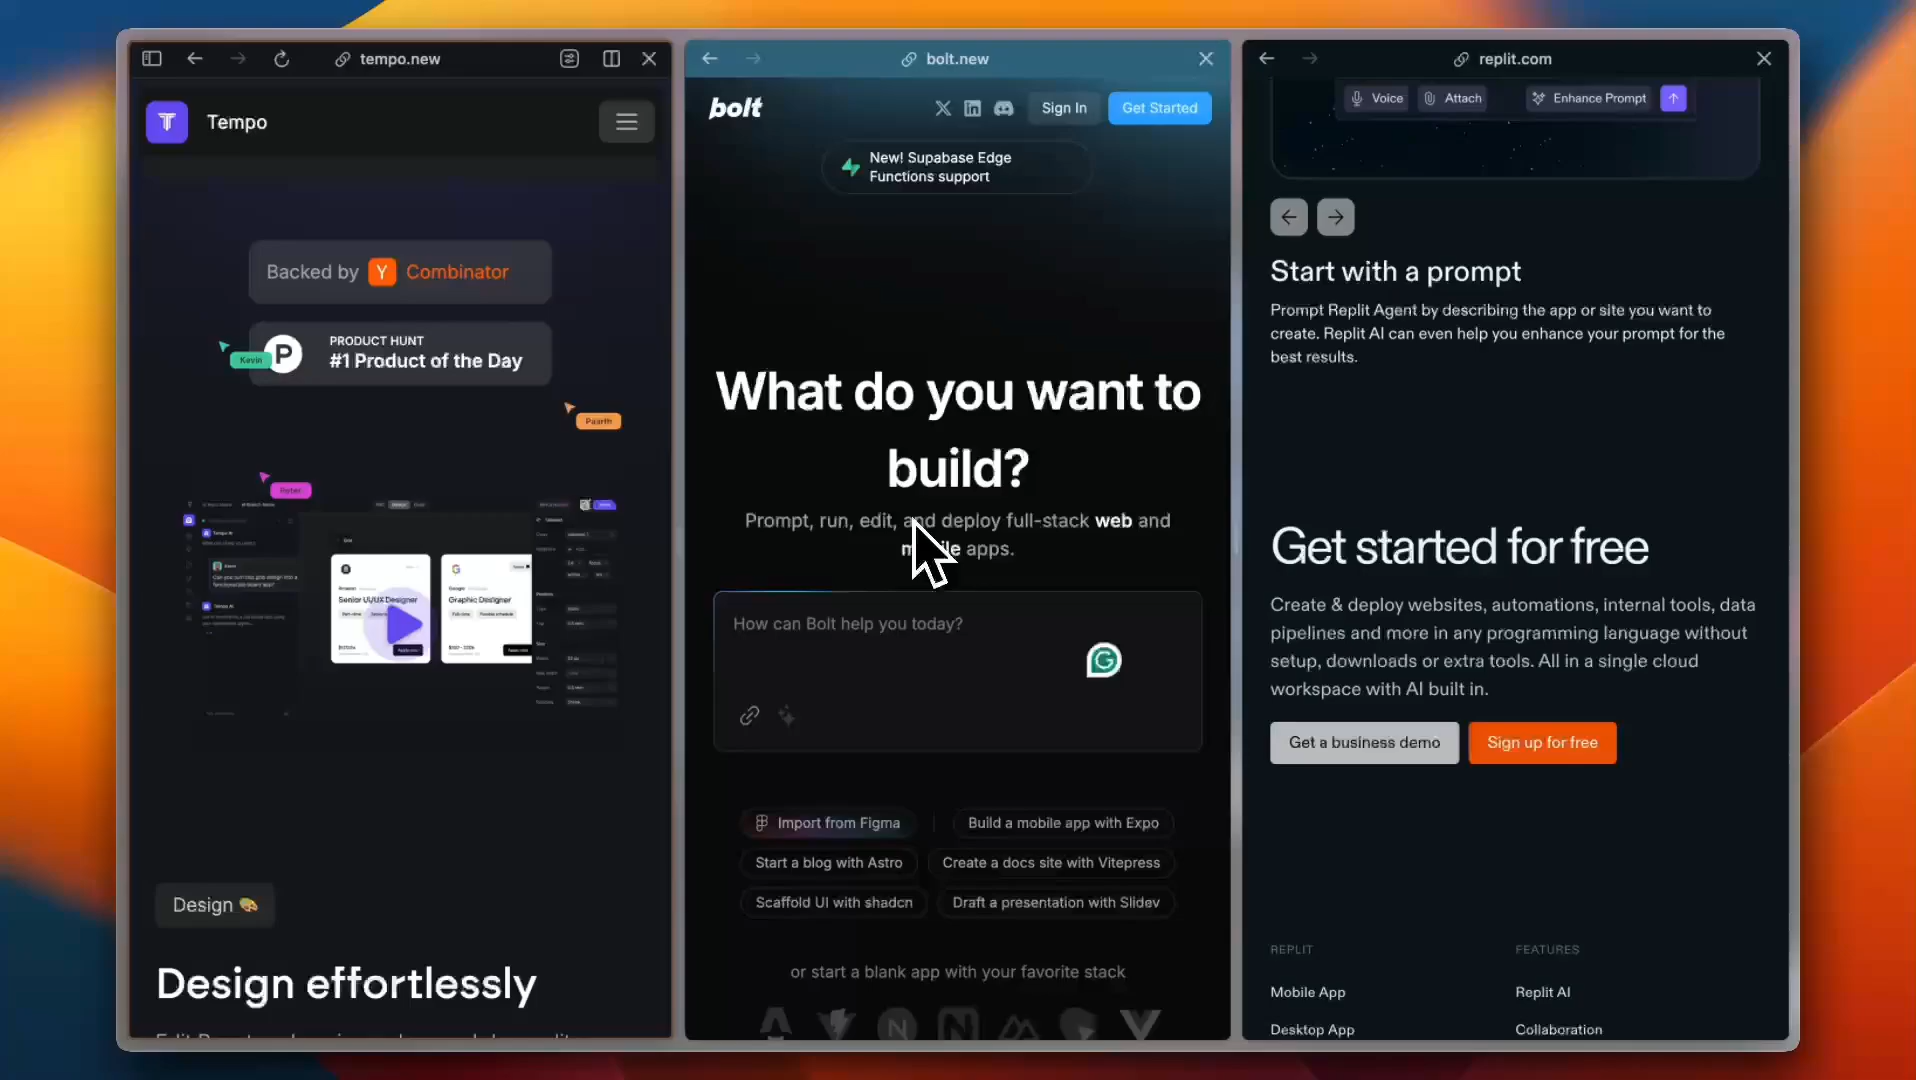 tempo.new
Tempo
Backed by Y Combinator
PRODUCT HUNT
#1 Product of the Day
Kevin
P
Paarth
Senior UI/UX Designer
Graphic Designer
Design
Design effortlessly
bolt.new
bolt
Sign In
Get Started
New! Supabase Edge
Functions support
What do you want to
build?
Prompt, run, edit, and deploy full-stack web and
apps.
How can Bolt help you today?
Import from Figma
Build a mobile app with Expo
Start a blog with Astro
Create a docs site with Vitepress
Scaffold UI with shadcn
Draft a presentation with Slidev
or start a blank app with your favorite stack
replit.com
Voice
Attach
Enhance Prompt
Start with a prompt
Prompt Replit Agent by describing the app or site you want to
create. Replit AI can even help you enhance your prompt for the
best results.
Get started for free
Create & deploy websites, automations, internal tools, data
pipelines and more in any programming language without
setup, downloads or extra tools. All in a single cloud
workspace with AI built in.
Get a business demo
Sign up for free
REPLIT
FEATURES
Mobile App
Replit AI
Desktop App
Collaboration